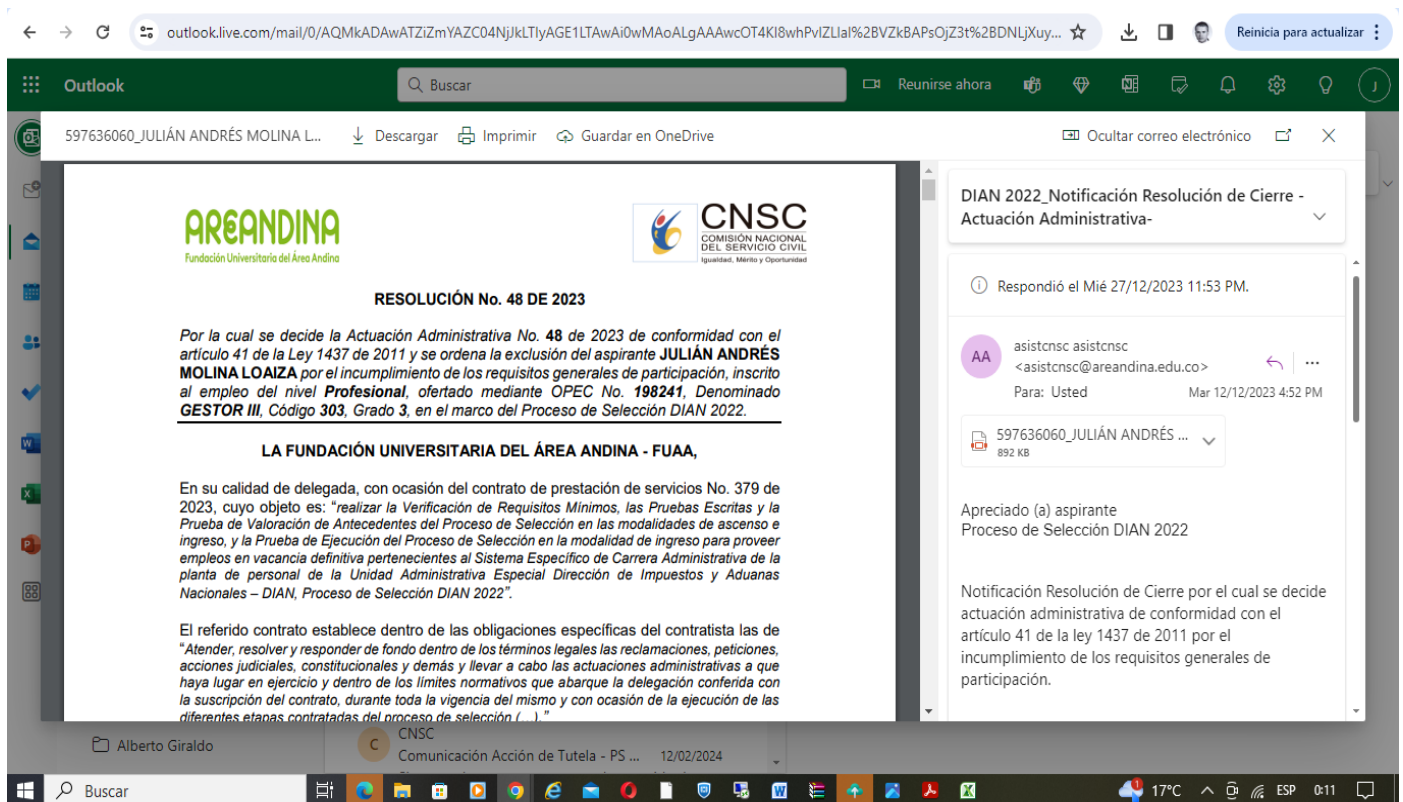 outlook.live.com/mail/0/AQMkADAwATZiZmYAZC04NjJkLTIyAGE1LTAwAi0wMAoALgAAAwcOT4KI8whPvIZLIaI%2BVZkBAPsOjZ3t%2BDNLjXuy...
Reinicia para actualizar
Outlook
Buscar
Reunirse ahora
J
597636060_JULIÁN ANDRÉS MOLINA L...
Descargar
Imprimir
Guardar en OneDrive
Ocultar correo electrónico
AREANDINA
Fundación Universitaria del Área Andina
CNSC
COMISIÓN NACIONAL
DEL SERVICIO CIVIL
Igualdad, Mérito y Oportunidad
RESOLUCIÓN No. 48 DE 2023
Por la cual se decide la Actuación Administrativa No. 48 de 2023 de conformidad con el
artículo 41 de la Ley 1437 de 2011 y se ordena la exclusión del aspirante JULIÁN ANDRÉS
MOLINA LOAIZA por el incumplimiento de los requisitos generales de participación, inscrito
al empleo del nivel Profesional, ofertado mediante OPEC No. 198241, Denominado
GESTOR III, Código 303, Grado 3, en el marco del Proceso de Selección DIAN 2022.
LA FUNDACIÓN UNIVERSITARIA DEL ÁREA ANDINA - FUAA,
En su calidad de delegada, con ocasión del contrato de prestación de servicios No. 379 de
2023, cuyo objeto es: “realizar la Verificación de Requisitos Mínimos, las Pruebas Escritas y la
Prueba de Valoración de Antecedentes del Proceso de Selección en las modalidades de ascenso e
ingreso, y la Prueba de Ejecución del Proceso de Selección en la modalidad de ingreso para proveer
empleos en vacancia definitiva pertenecientes al Sistema Específico de Carrera Administrativa de la
planta de personal de la Unidad Administrativa Especial Dirección de Impuestos y Aduanas
Nacionales – DIAN, Proceso de Selección DIAN 2022”.
El referido contrato establece dentro de las obligaciones específicas del contratista las de
“Atender, resolver y responder de fondo dentro de los términos legales las reclamaciones, peticiones,
acciones judiciales, constitucionales y demás y llevar a cabo las actuaciones administrativas a que
haya lugar en ejercicio y dentro de los límites normativos que abarque la delegación conferida con
la suscripción del contrato, durante toda la vigencia del mismo y con ocasión de la ejecución de las
diferentes etapas contratadas del proceso de selección (…).”
DIAN 2022_Notificación Resolución de Cierre -
Actuación Administrativa-
Respondió el Mié 27/12/2023 11:53 PM.
AA
asistcnsc asistcnsc
<asistcnsc@areandina.edu.co>
Para: Usted
Mar 12/12/2023 4:52 PM
597636060_JULIÁN ANDRÉS ...
892 KB
Apreciado (a) aspirante
Proceso de Selección DIAN 2022
Notificación Resolución de Cierre por el cual se decide
actuación administrativa de conformidad con el
artículo 41 de la ley 1437 de 2011 por el
incumplimiento de los requisitos generales de
participación.
Alberto Giraldo
C
CNSC
Comunicación Acción de Tutela - PS ...
12/02/2024
Buscar
17°C
ESP
0:11